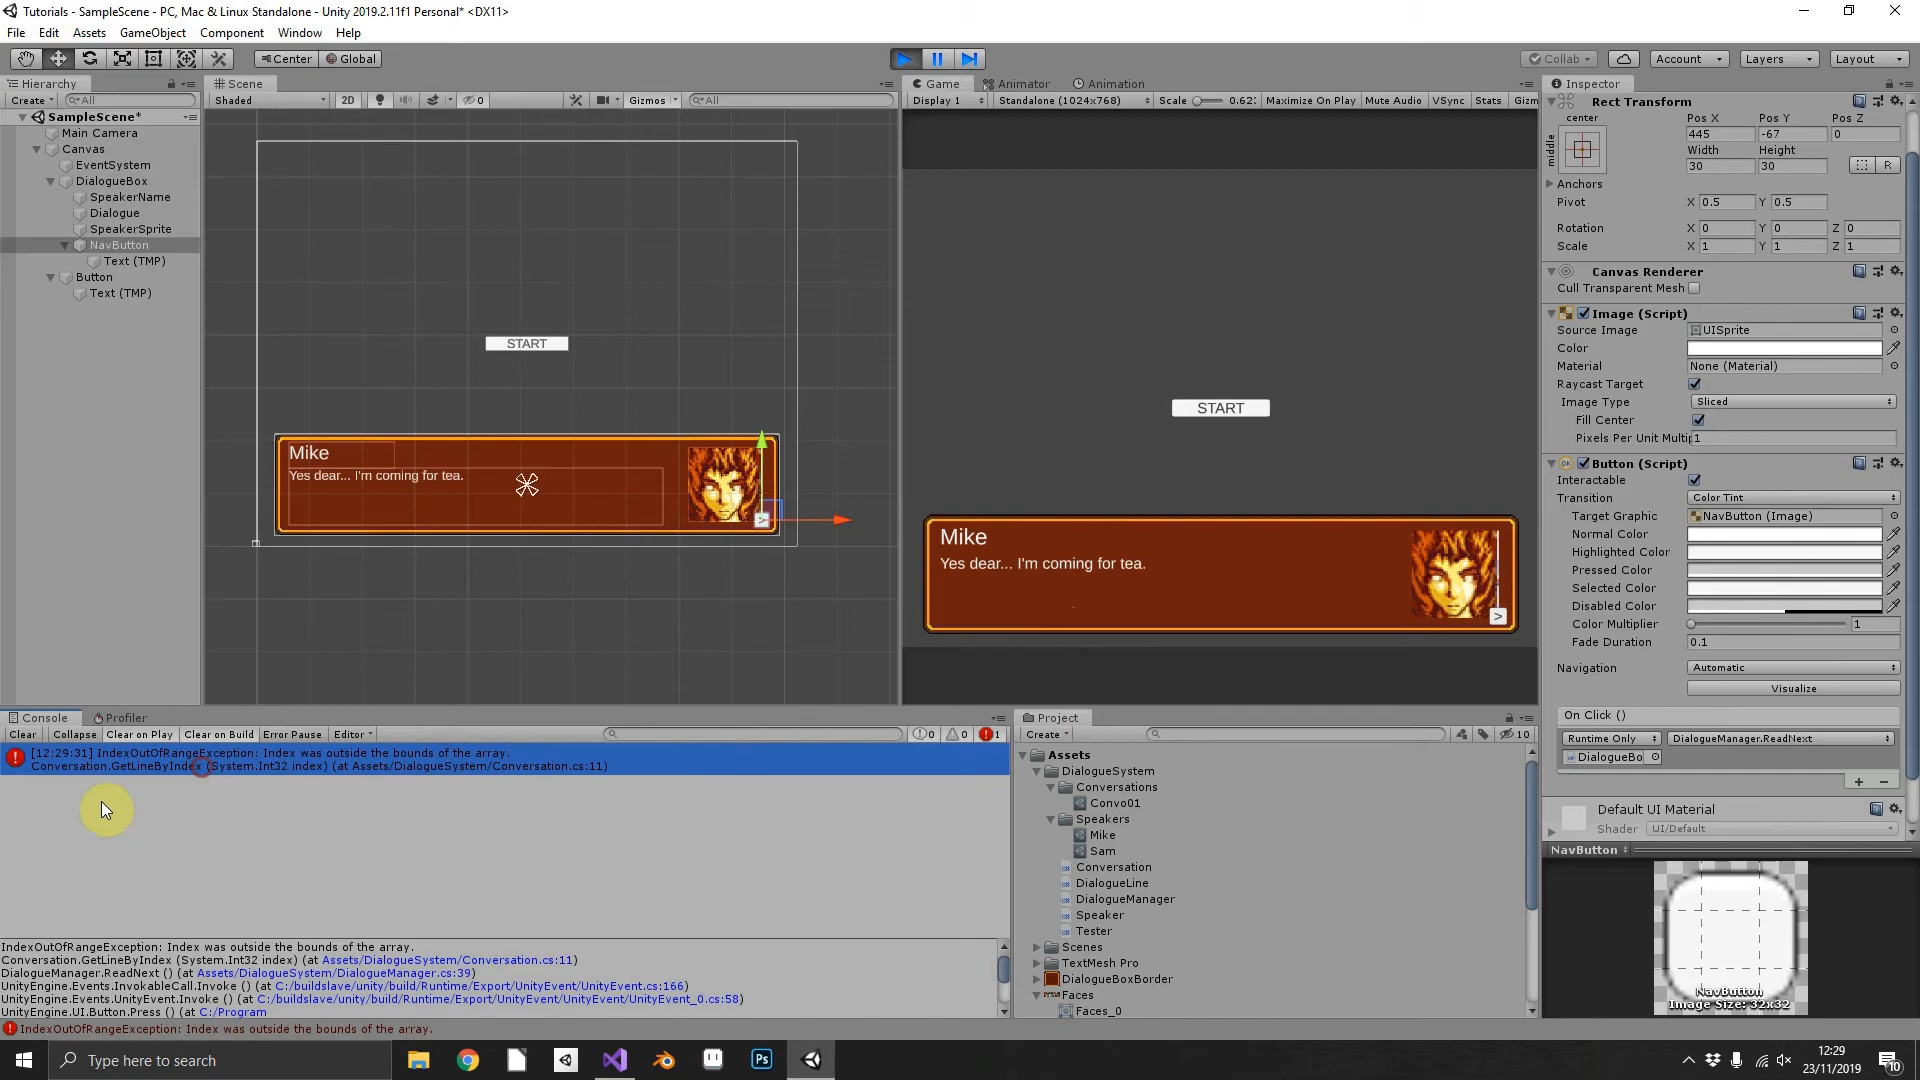 Tutorials - SampleScene - PC, Mac & Linux Standalone - Unity 2019.2.11f1 Personal* <DX11>
File Edit Assets GameObject Component Window Help
Center Global
Collab Account Layers Layout
Hierarchy
Create All
SampleScene*
Main Camera
Canvas
EventSystem
DialogueBox
SpeakerName
Dialogue
SpeakerSprite
NavButton
Text (TMP)
Button
Text (TMP)
Scene
Shaded 2D 0 Gizmos All
START
Mike
Yes dear... I'm coming for tea.
>
Game Animator Animation
Display 1 Standalone (1024x768) Scale 0.62 Maximize On Play Mute Audio VSync Stats Gizm
START
Mike
Yes dear... I'm coming for tea.
>
Inspector
Rect Transform
center Pos X Pos Y Pos Z
middle 445 -67 0
Width Height
30 30 R
Anchors
Pivot X 0.5 Y 0.5
Rotation X 0 Y 0 Z 0
Scale X 1 Y 1 Z 1
Canvas Renderer
Cull Transparent Mesh
Image (Script)
Source Image UISprite
Color
Material None (Material)
Raycast Target
Image Type Sliced
Fill Center
Pixels Per Unit Multip 1
OK Button (Script)
Interactable
Transition Color Tint
Target Graphic NavButton (Image)
Normal Color
Highlighted Color
Pressed Color
Selected Color
Disabled Color
Color Multiplier 1
Fade Duration 0.1
Navigation Automatic
Visualize
On Click ()
Runtime Only DialogueManager.ReadNext
DialogueBo
+ −
Default UI Material
Shader UI/Default
NavButton
NavButton
Image Size: 32x32
Console Profiler
Clear Collapse Clear on Play Clear on Build Error Pause Editor 0 0 1
[12:29:31] IndexOutOfRangeException: Index was outside the bounds of the array.
Conversation.GetLineByIndex (System.Int32 index) (at Assets/DialogueSystem/Conversation.cs:11)
IndexOutOfRangeException: Index was outside the bounds of the array.
Conversation.GetLineByIndex (System.Int32 index) (at Assets/DialogueSystem/Conversation.cs:11)
DialogueManager.ReadNext () (at Assets/DialogueSystem/DialogueManager.cs:39)
UnityEngine.Events.InvokableCall.Invoke () (at C:/buildslave/unity/build/Runtime/Export/UnityEvent/UnityEvent.cs:166)
UnityEngine.Events.UnityEvent.Invoke () (at C:/buildslave/unity/build/Runtime/Export/UnityEvent/UnityEvent/UnityEvent_0.cs:58)
UnityEngine.UI.Button.Press () (at C:/Program
IndexOutOfRangeException: Index was outside the bounds of the array.
Project
Create 10
Assets
DialogueSystem
Conversations
Convo01
Speakers
Mike
Sam
Conversation
DialogueLine
DialogueManager
Speaker
Tester
Scenes
TextMesh Pro
DialogueBoxBorder
Faces
Faces_0
Type here to search
Ps
12:29
23/11/2019
10